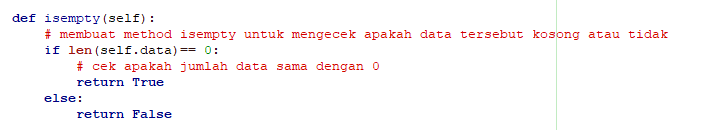 def isempty(self):
# membuat method isempty untuk mengecek apakah data tersebut kosong atau tidak
if len(self.data)== 0:
# cek apakah jumlah data sama dengan 0
return True
else:
return False